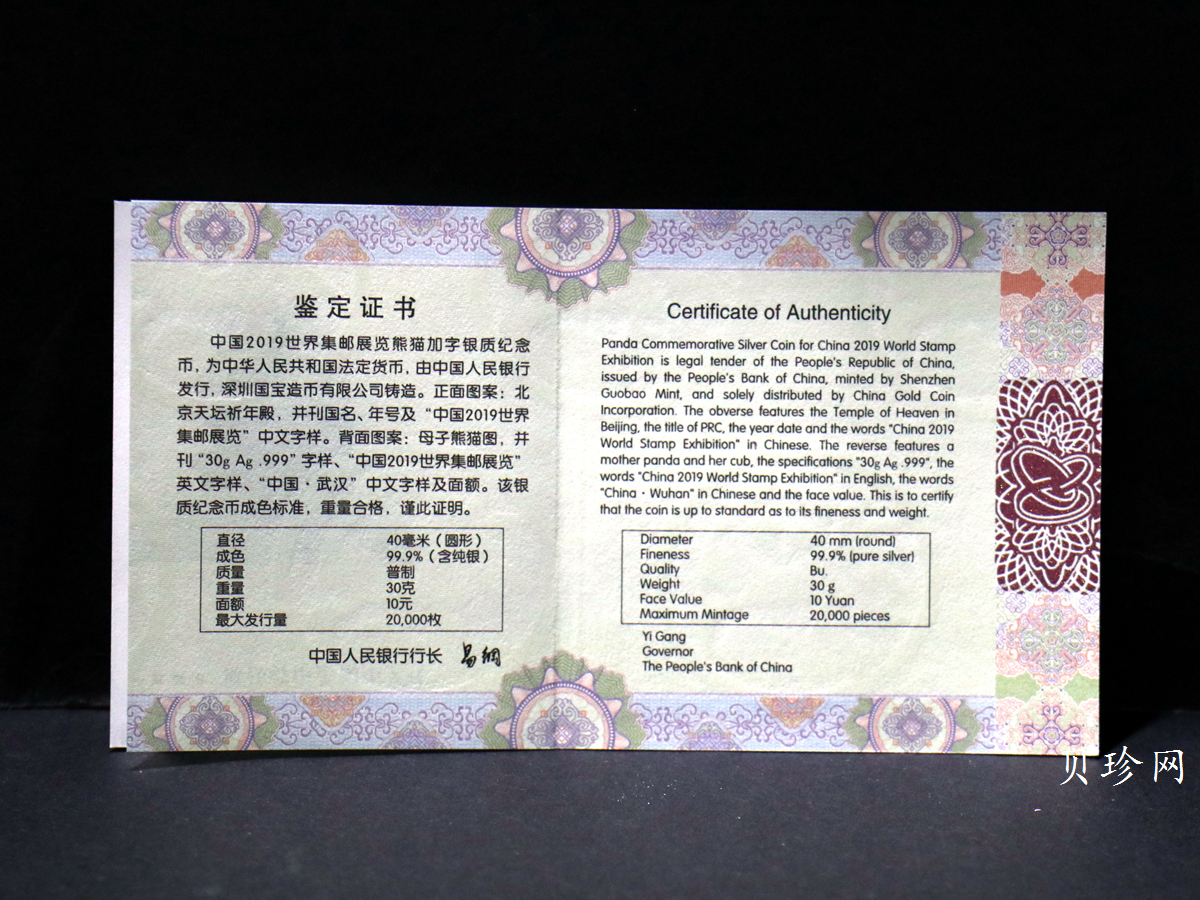 鉴定证书
中国2019世界集邮展览熊猫加字银质纪念
币，为中华人民共和国法定货币，由中国人民银行
发行，深圳国宝造币有限公司铸造。正面图案：北
京天坛祈年殿，并刊国名、年号及“中国2019世界
集邮展览”中文字样。背面图案：母子熊猫图，并
刊“30g Ag .999”字样、“中国2019世界集邮展览”
英文字样、“中国·武汉”中文字样及面额。该银
质纪念币成色标准，重量合格，谨此证明。
直径 40毫米（圆形）
成色 99.9%（含纯银）
质量 普制
重量 30克
面额 10元
最大发行量 20,000枚
中国人民银行行长 易纲
Certificate of Authenticity
Panda Commemorative Silver Coin for China 2019 World Stamp
Exhibition is legal tender of the People's Republic of China,
issued by the People's Bank of China, minted by Shenzhen
Guobao Mint, and solely distributed by China Gold Coin
Incorporation. The obverse features the Temple of Heaven in
Beijing, the title of PRC, the year date and the words "China 2019
World Stamp Exhibition" in Chinese. The reverse features a
mother panda and her cub, the specifications "30g Ag .999", the
words "China 2019 World Stamp Exhibition" in English, the words
"China · Wuhan" in Chinese and the face value. This is to certify
that the coin is up to standard as to its fineness and weight.
Diameter 40 mm (round)
Fineness 99.9% (pure silver)
Quality Bu.
Weight 30 g
Face Value 10 Yuan
Maximum Mintage 20,000 pieces
Yi Gang
Governor
The People's Bank of China
贝珍网